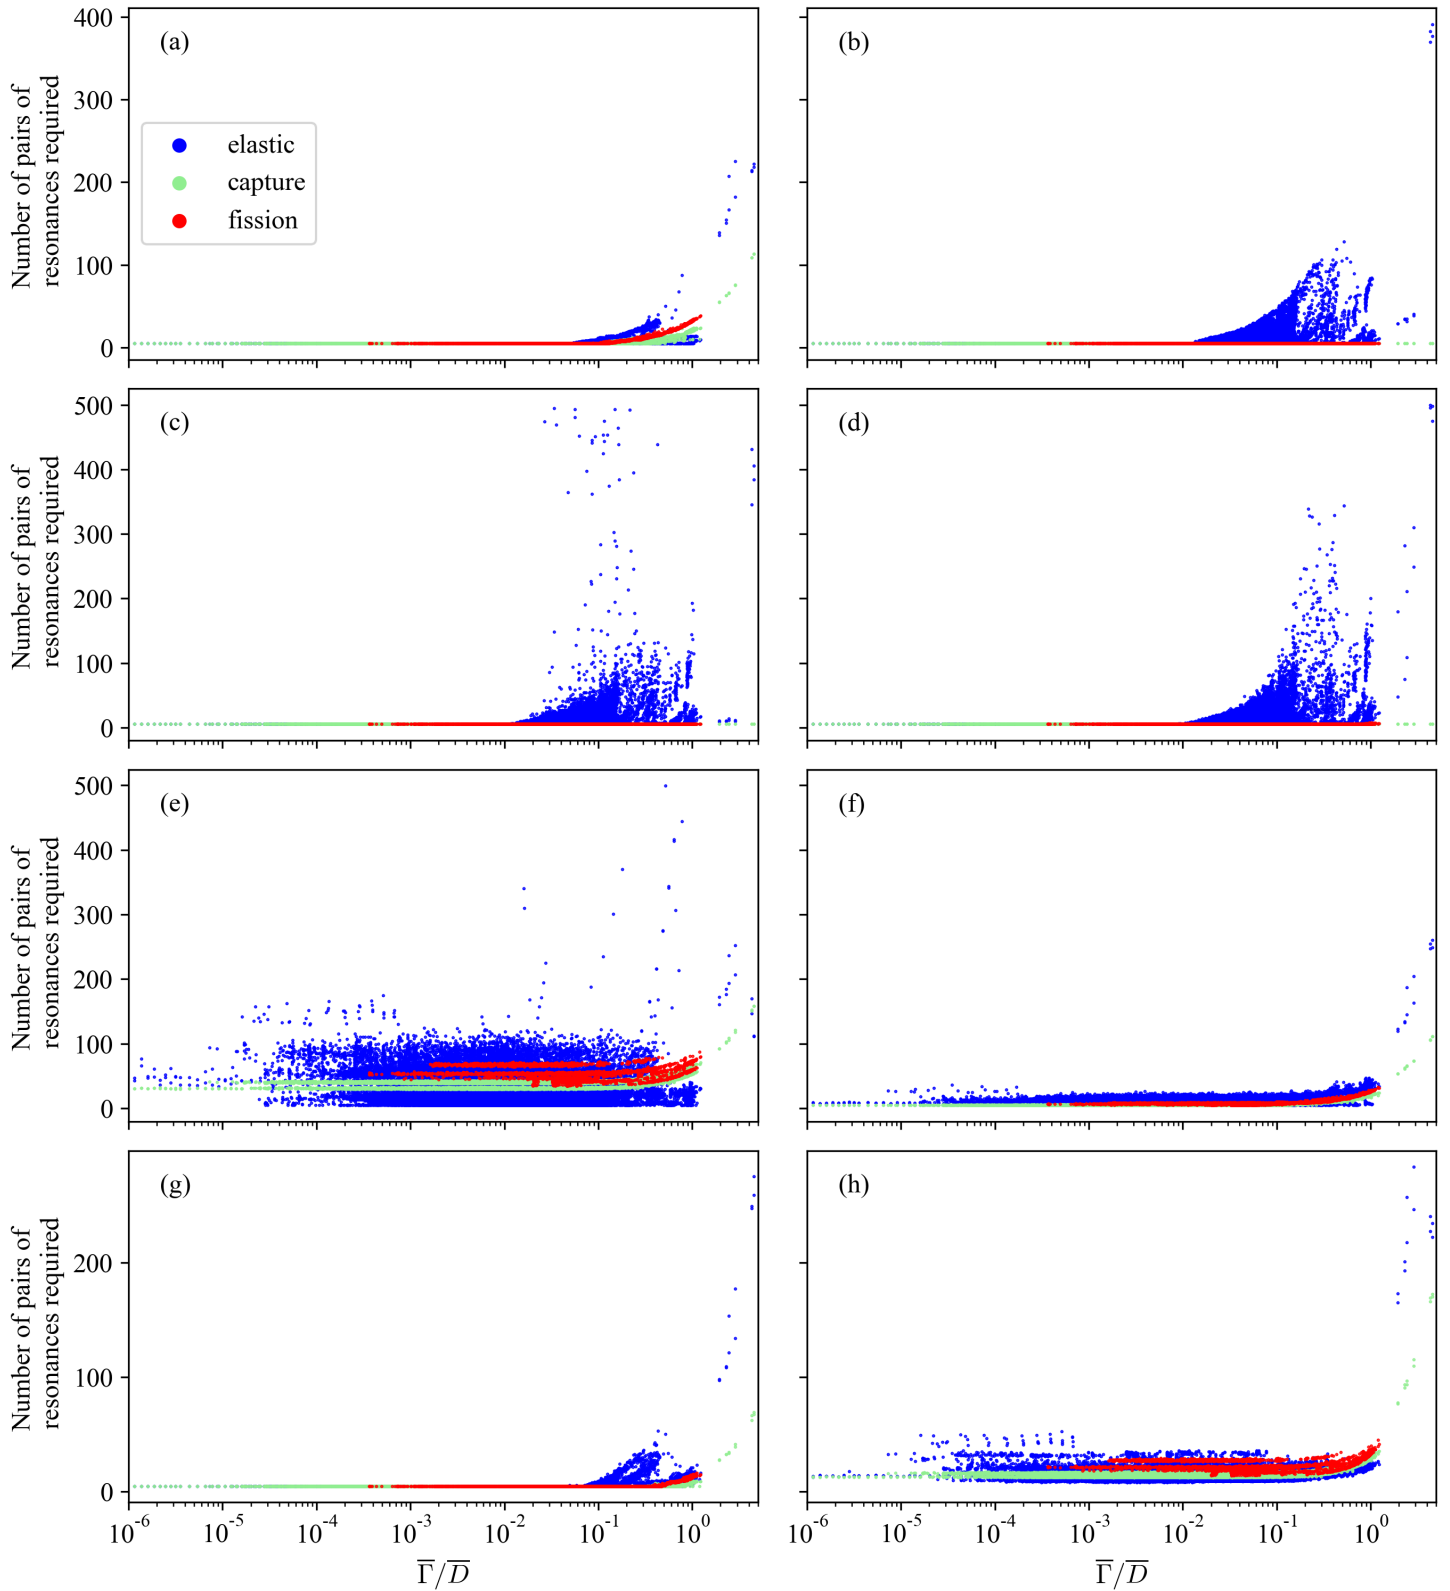 Number of pairs of
resonances required
400
300
200
100
0
(a)
elastic
capture
fission
(b)
Number of pairs of
resonances required
500
400
300
200
100
0
(c)
(d)
Number of pairs of
resonances required
500
400
300
200
100
0
(e)
(f)
Number of pairs of
resonances required
200
100
0
(g)
(h)
10⁻⁶ 10⁻⁵ 10⁻⁴ 10⁻³ 10⁻² 10⁻¹ 10⁰
10⁻⁶ 10⁻⁵ 10⁻⁴ 10⁻³ 10⁻² 10⁻¹ 10⁰
Γ̅/D̅
Γ̅/D̅